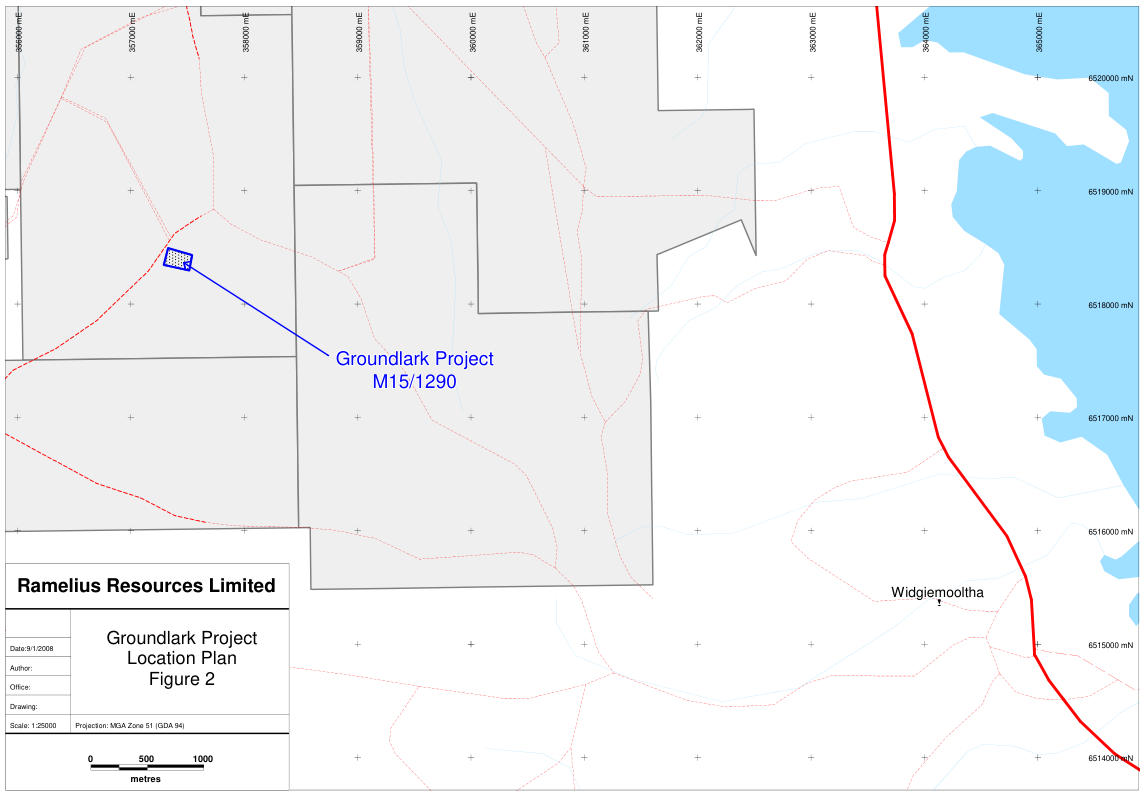 356000 mE
357000 mE
358000 mE
359000 mE
360000 mE
361000 mE
362000 mE
363000 mE
364000 mE
365000 mE
6520000 mN
6519000 mN
6518000 mN
6517000 mN
6516000 mN
6515000 mN
6514000 mN
Groundlark Project
M15/1290
Widgiemooltha
Ramelius Resources Limited
Groundlark Project
Location Plan
Figure 2
Date:9/1/2008
Author:
Office:
Drawing:
Scale: 1:25000
Projection: MGA Zone 51 (GDA 94)
0 500 1000
metres